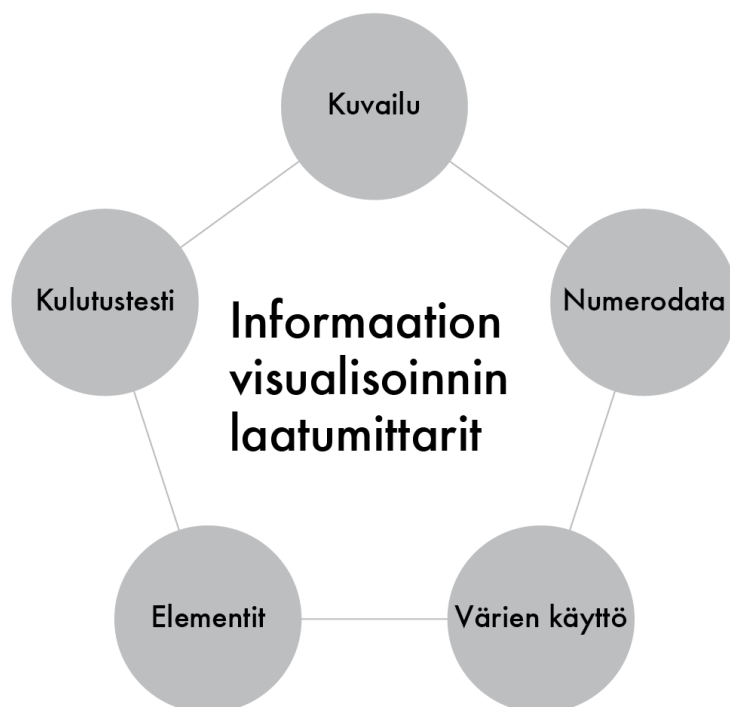 Kuvailu
Kulutustesti
Numerodata
Informaation
visualisoinnin
laatumittarit
Elementit
Värien käyttö